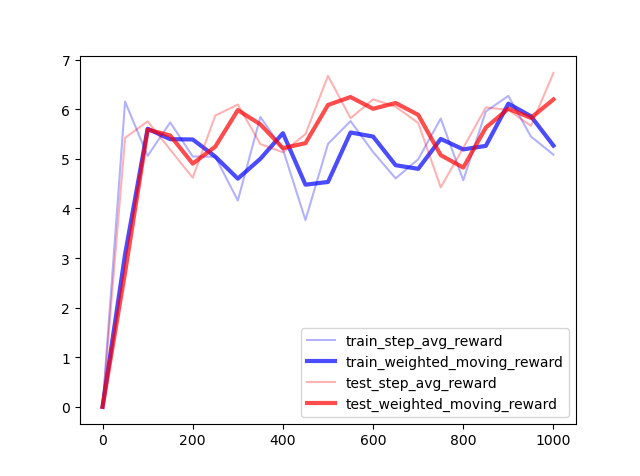 7
6
5
4
3
2
1
0
train_step_avg_reward
train_weighted_moving_reward
test_step_avg_reward
test_weighted_moving_reward
0 200 400 600 800 1000